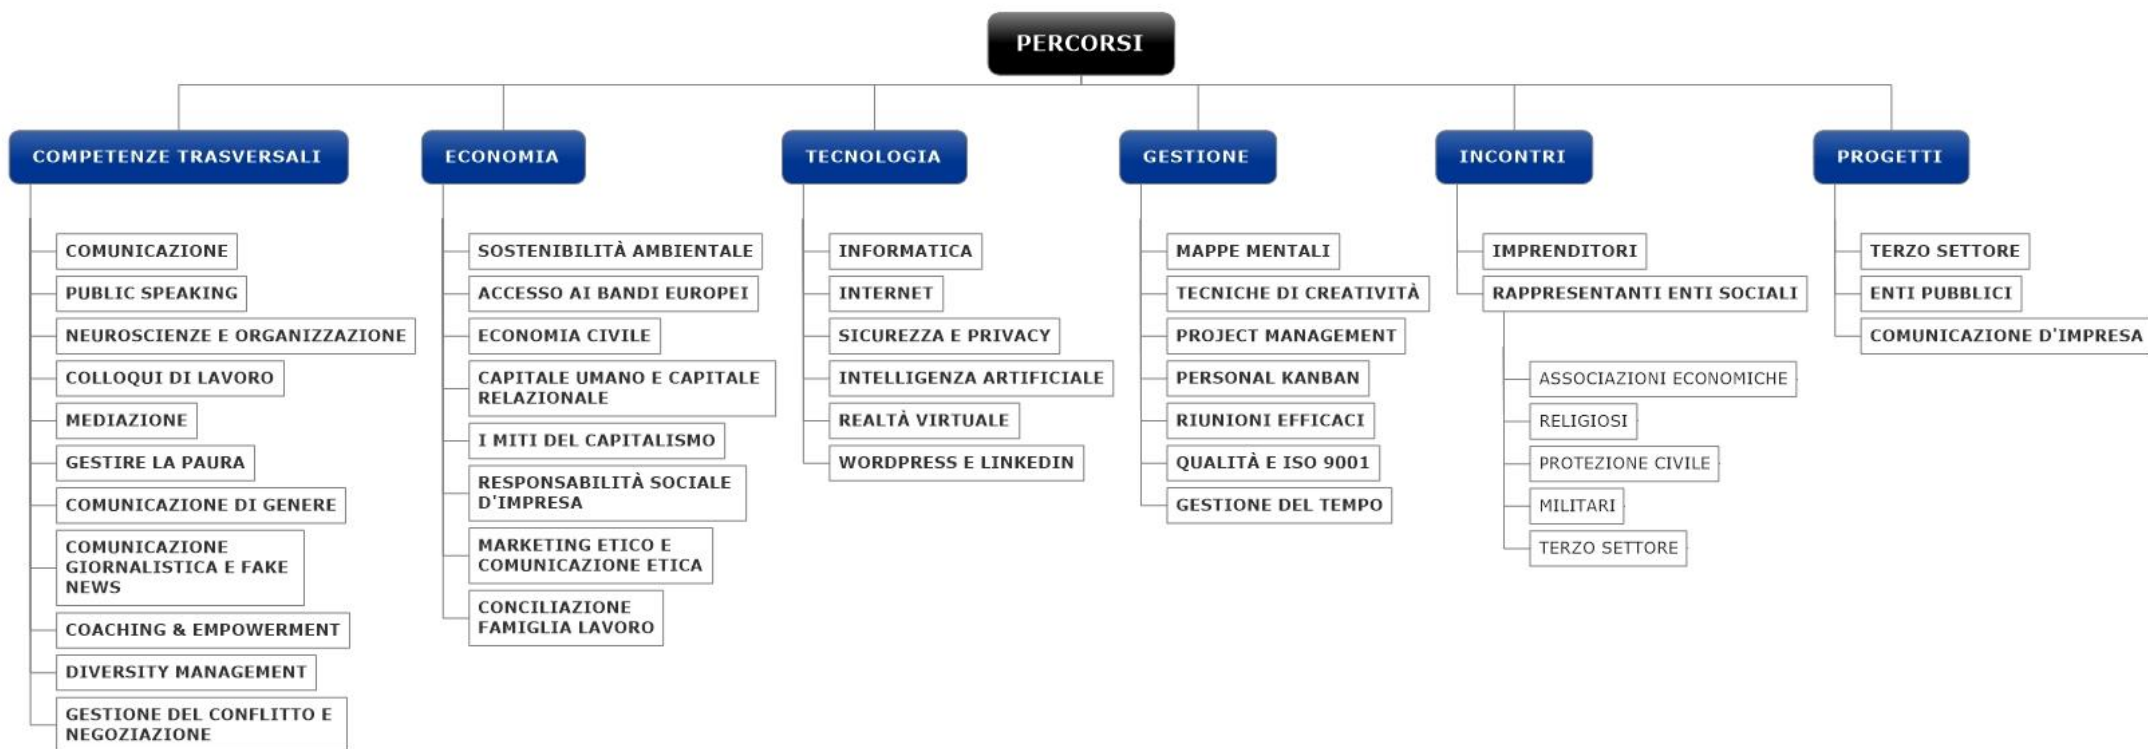 PERCORSI
COMPETENZE TRASVERSALI
COMUNICAZIONE
PUBLIC SPEAKING
NEUROSCIENZE E ORGANIZZAZIONE
COLLOQUI DI LAVORO
MEDIAZIONE
GESTIRE LA PAURA
COMUNICAZIONE DI GENERE
COMUNICAZIONE
GIORNALISTICA E FAKE
NEWS
COACHING & EMPOWERMENT
DIVERSITY MANAGEMENT
GESTIONE DEL CONFLITTO E
NEGOZIAZIONE
ECONOMIA
SOSTENIBILITÀ AMBIENTALE
ACCESSO AI BANDI EUROPEI
ECONOMIA CIVILE
CAPITALE UMANO E CAPITALE
RELAZIONALE
I MITI DEL CAPITALISMO
RESPONSABILITÀ SOCIALE
D'IMPRESA
MARKETING ETICO E
COMUNICAZIONE ETICA
CONCILIAZIONE
FAMIGLIA LAVORO
TECNOLOGIA
INFORMATICA
INTERNET
SICUREZZA E PRIVACY
INTELLIGENZA ARTIFICIALE
REALTÀ VIRTUALE
WORDPRESS E LINKEDIN
GESTIONE
MAPPE MENTALI
TECNICHE DI CREATIVITÀ
PROJECT MANAGEMENT
PERSONAL KANBAN
RIUNIONI EFFICACI
QUALITÀ E ISO 9001
GESTIONE DEL TEMPO
INCONTRI
IMPRENDITORI
RAPPRESENTANTI ENTI SOCIALI
ASSOCIAZIONI ECONOMICHE
RELIGIOSI
PROTEZIONE CIVILE
MILITARI
TERZO SETTORE
PROGETTI
TERZO SETTORE
ENTI PUBBLICI
COMUNICAZIONE D'IMPRESA